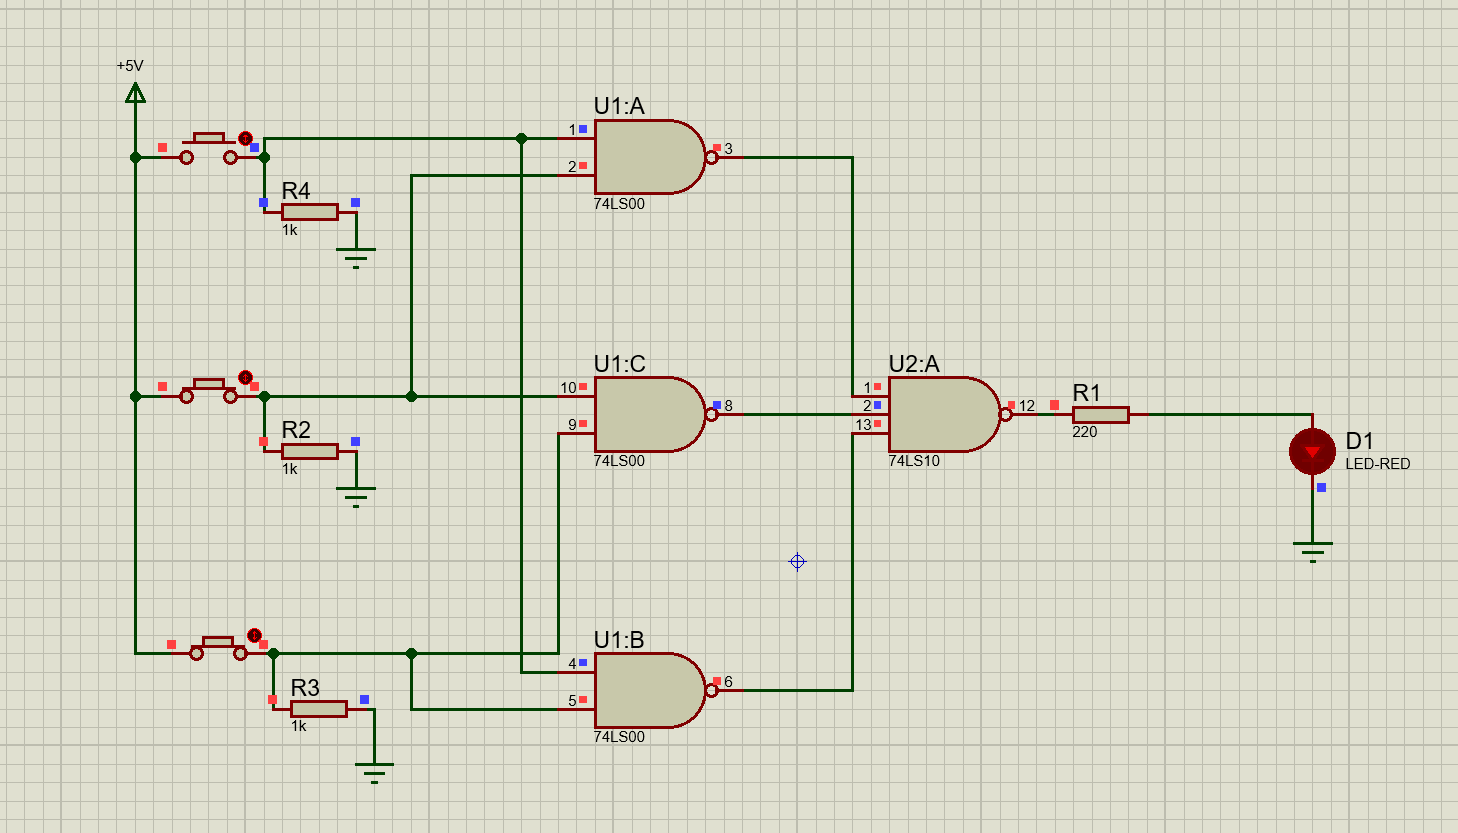 +5V
U1:A
1
2
3
74LS00
R4
1k
U1:C
10
9
8
74LS00
U2:A
1
2
13
12
74LS10
R1
220
D1
LED-RED
R2
1k
U1:B
4
5
6
74LS00
R3
1k